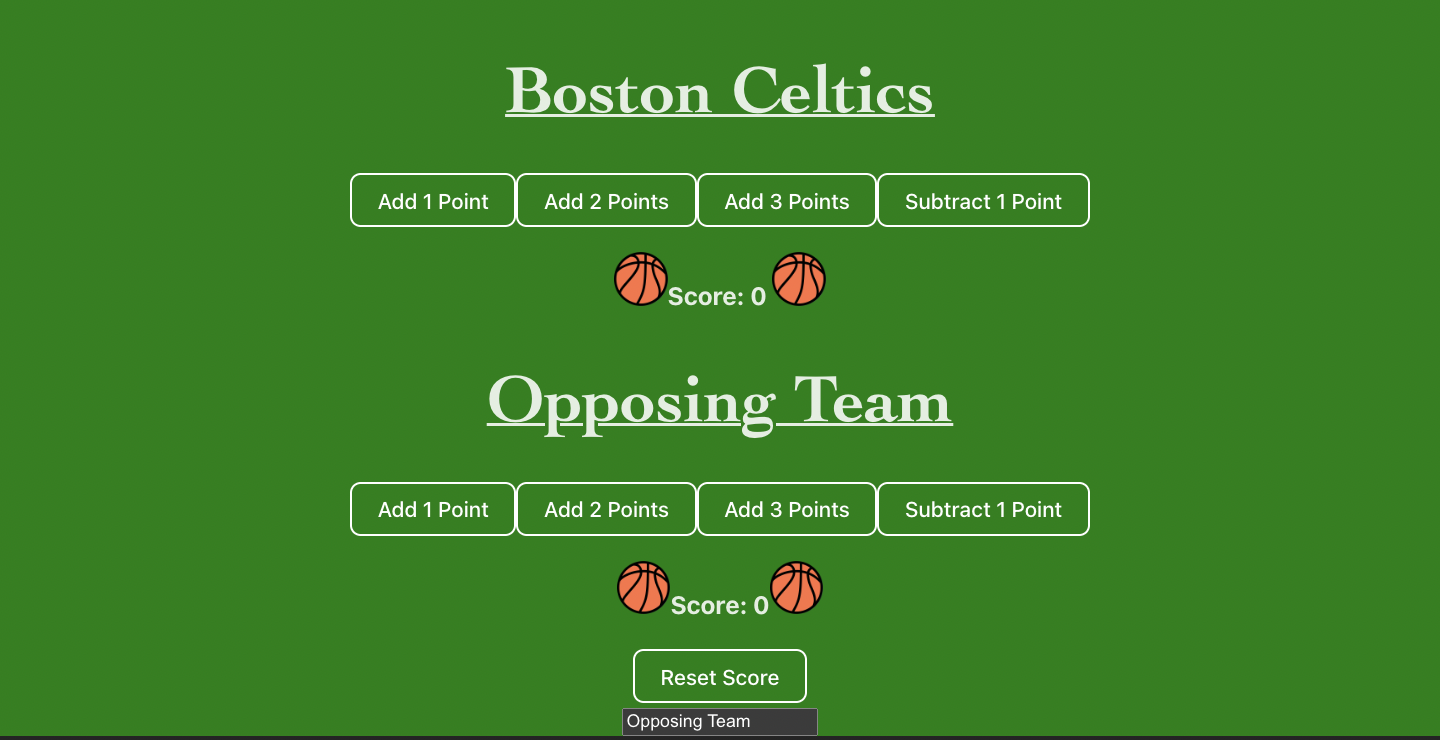 Boston Celtics
Add 1 Point Add 2 Points Add 3 Points Subtract 1 Point
Score: 0
Opposing Team
Add 1 Point Add 2 Points Add 3 Points Subtract 1 Point
Score: 0
Reset Score
Opposing Team